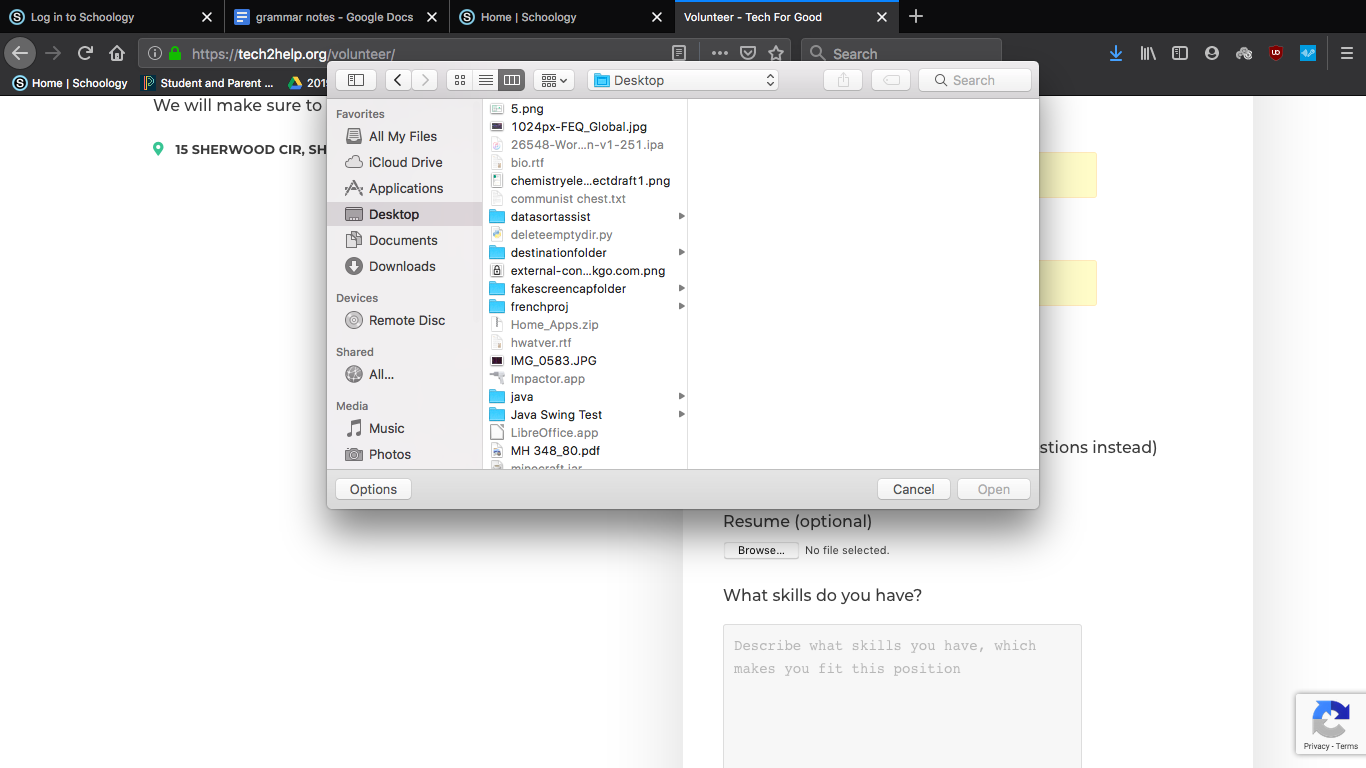 Log in to Schoology
grammar notes - Google Docs
Home | Schoology
Volunteer - Tech For Good
https://tech2help.org/volunteer/
Search
Home | Schoology
Student and Parent ...
201
Desktop
Search
We will make sure to
15 SHERWOOD CIR, SH
Favorites
All My Files
iCloud Drive
Applications
Desktop
Documents
Downloads
Devices
Remote Disc
Shared
All...
Media
Music
Photos
5.png
1024px-FEQ_Global.jpg
26548-Wor...n-v1-251.ipa
bio.rtf
chemistryele...ectdraft1.png
communist chest.txt
datasortassist
deleteemptydir.py
destinationfolder
external-con...kgo.com.png
fakescreencapfolder
frenchproj
Home_Apps.zip
hwatver.rtf
IMG_0583.JPG
Impactor.app
java
Java Swing Test
LibreOffice.app
MH 348_80.pdf
minecraft.jar
Options
Cancel
Open
stions instead)
Resume (optional)
Browse... No file selected.
What skills do you have?
Describe what skills you have, which
makes you fit this position
Privacy - Terms